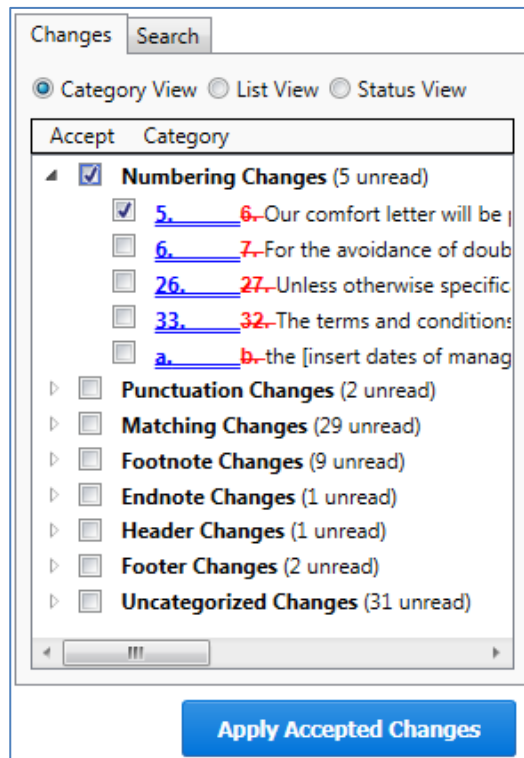 Changes Search
Category View List View Status View
Accept Category
Numbering Changes (5 unread)
5. 6. Our comfort letter will be
6. 7. For the avoidance of doub
26. 27. Unless otherwise specific
33. 32. The terms and conditions
a. b. the [insert dates of manag
Punctuation Changes (2 unread)
Matching Changes (29 unread)
Footnote Changes (9 unread)
Endnote Changes (1 unread)
Header Changes (1 unread)
Footer Changes (2 unread)
Uncategorized Changes (31 unread)
Apply Accepted Changes